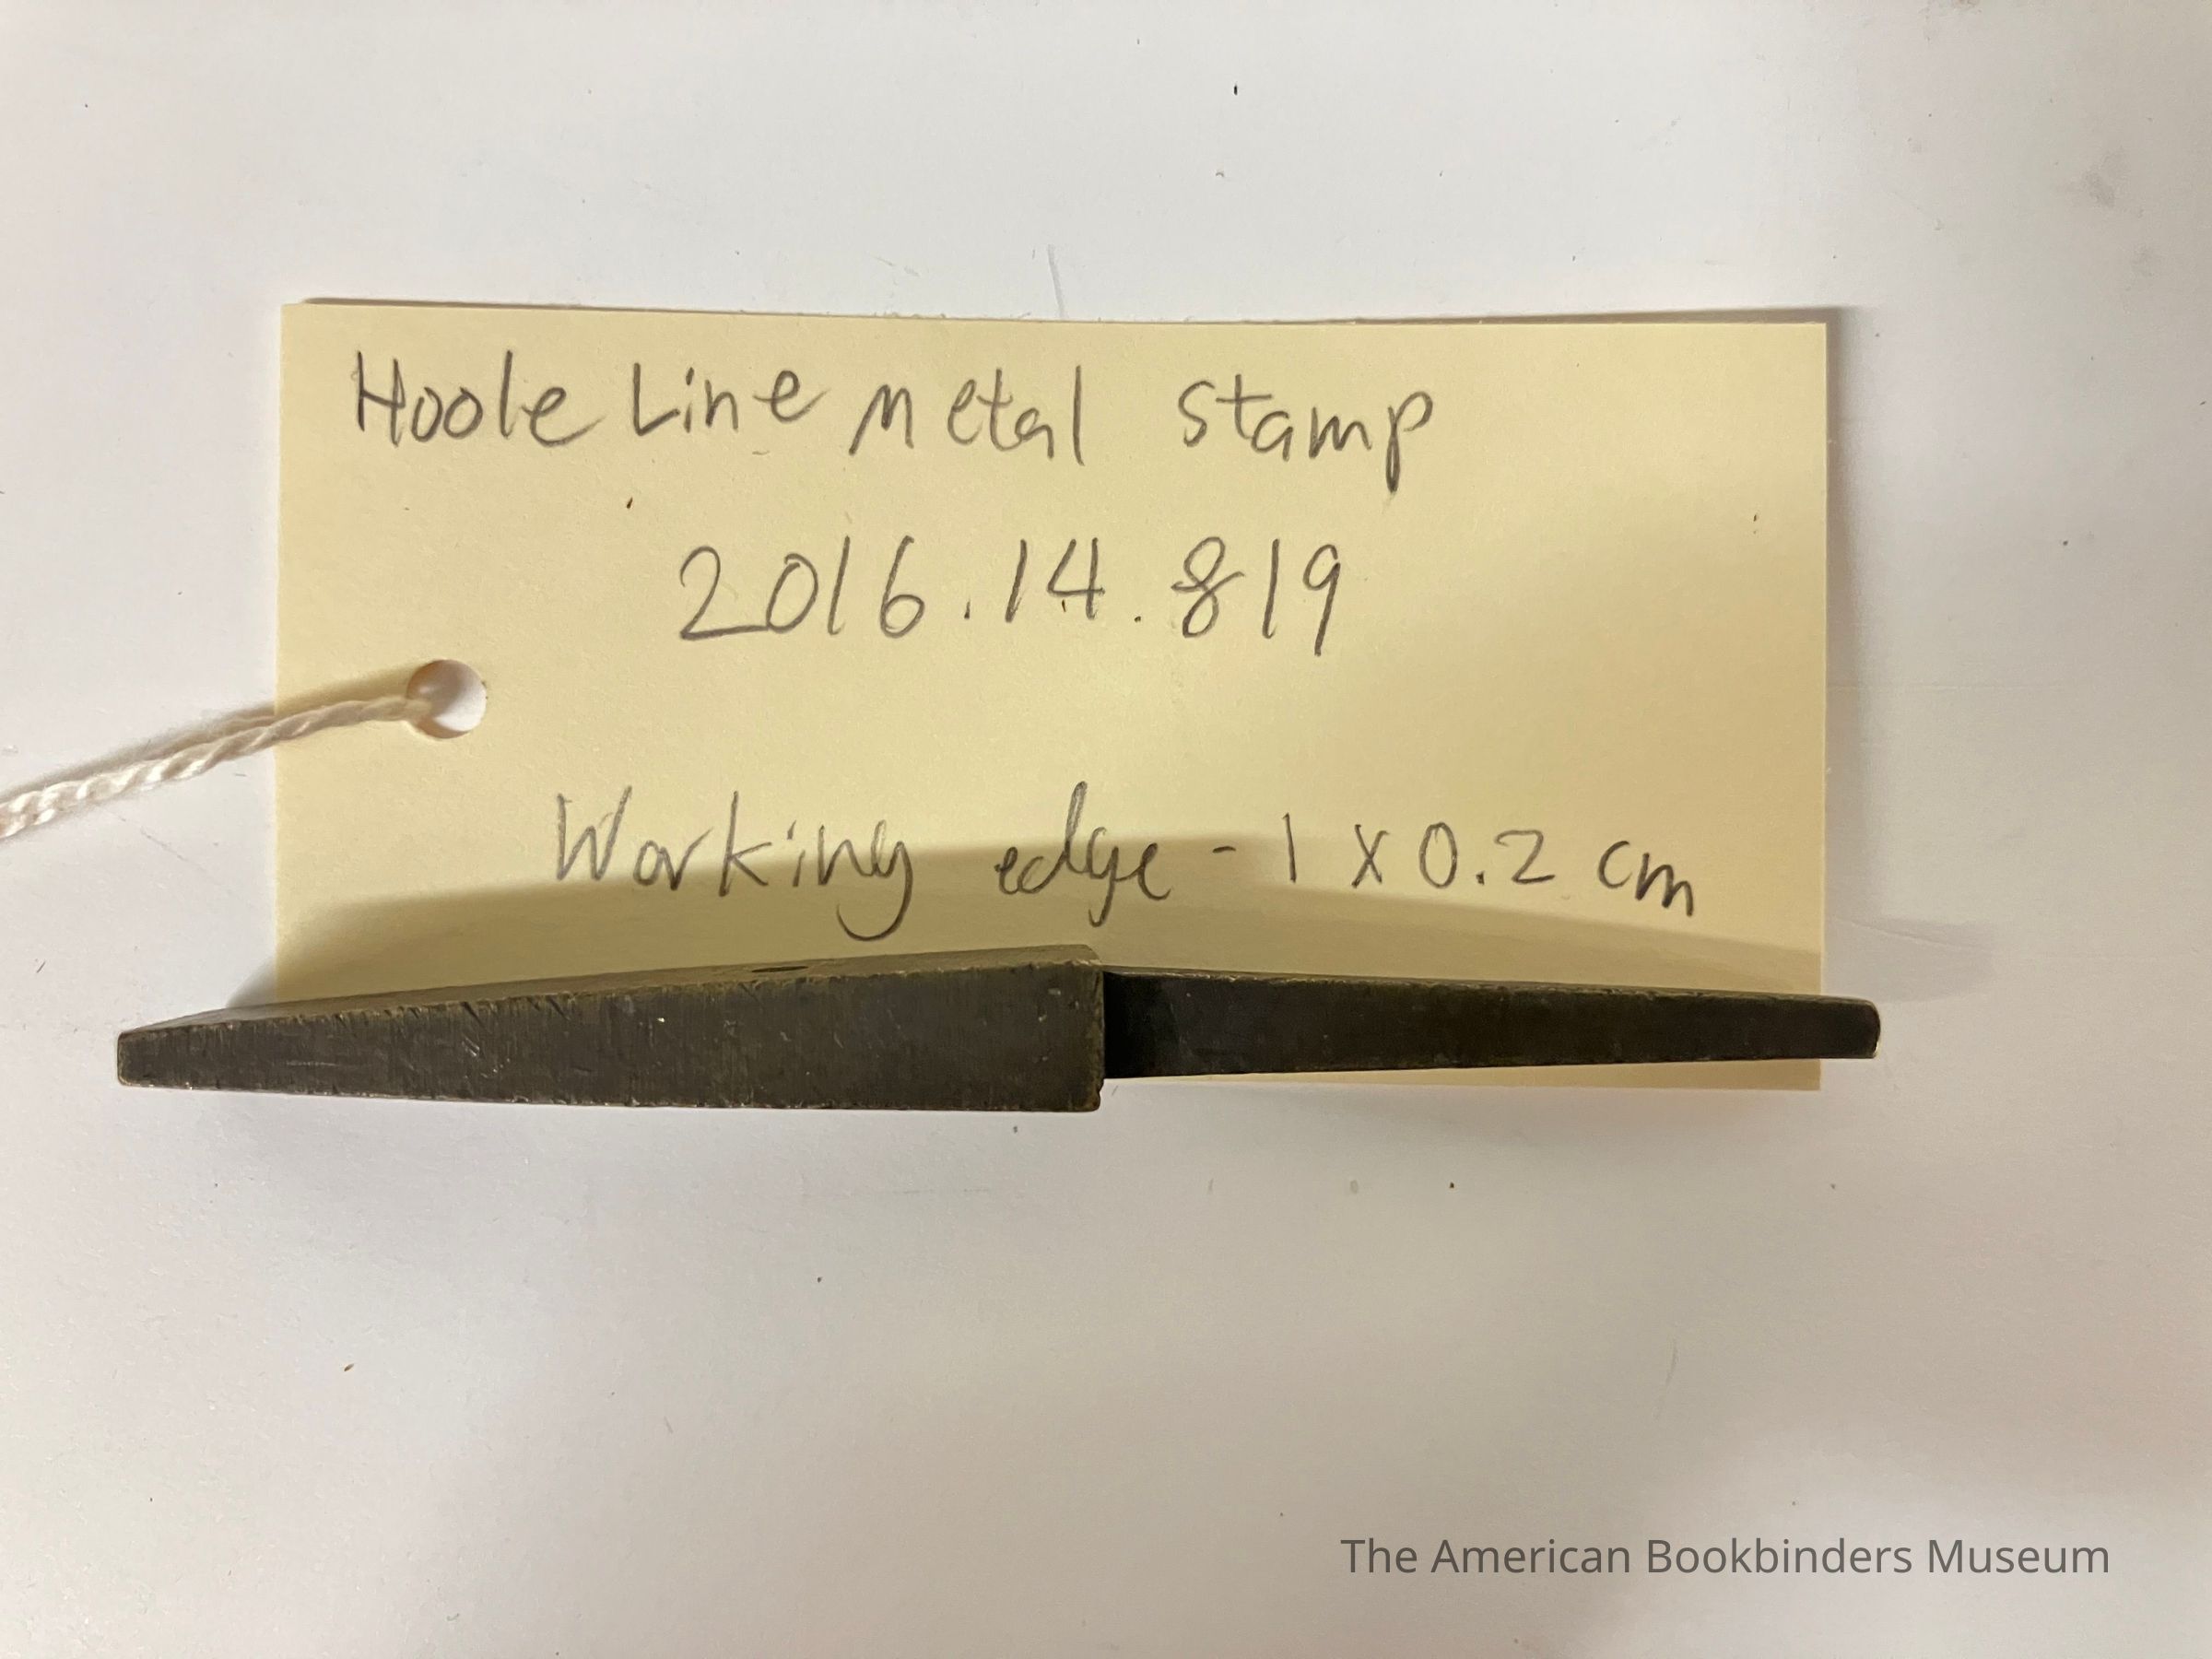 Hoole Line Metal Stamp
2016.14.819
Working edge - 1 x 0.2 cm
The American Bookbinders Museum